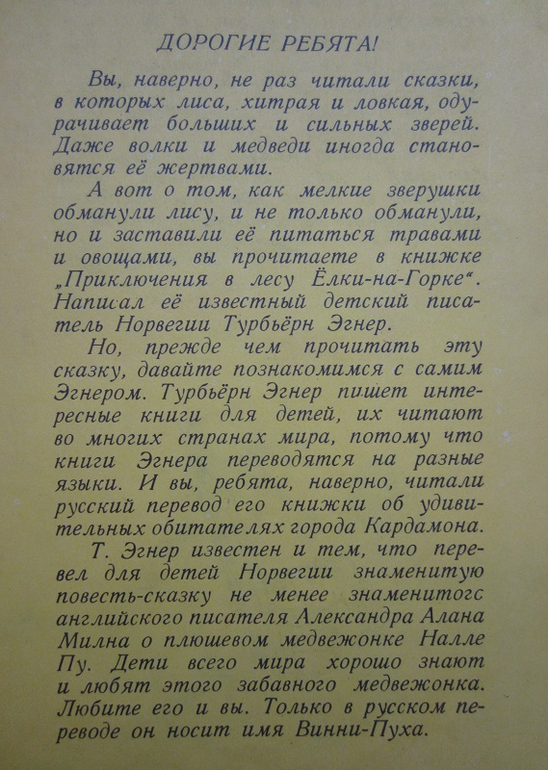 ДОРОГИЕ РЕБЯТА!
Вы, наверно, не раз читали сказки,
в которых лиса, хитрая и ловкая, оду-
рачивает больших и сильных зверей.
Даже волки и медведи иногда стано-
вятся её жертвами.
А вот о том, как мелкие зверушки
обманули лису, и не только обманули,
но и заставили её питаться травами
и овощами, вы прочитаете в книжке
„Приключения в лесу Ёлки-на-Горке“.
Написал её известный детский писа-
тель Норвегии Турбьёрн Эгнер.
Но, прежде чем прочитать эту
сказку, давайте познакомимся с самим
Эгнером. Турбьёрн Эгнер пишет инте-
ресные книги для детей, их читают
во многих странах мира, потому что
книги Эгнера переводятся на разные
языки. И вы, ребята, наверно, читали
русский перевод его книжки об удиви-
тельных обитателях города Кардамона.
Т. Эгнер известен и тем, что пере-
вел для детей Норвегии знаменитую
повесть-сказку не менее знаменитого
английского писателя Александра Алана
Милна о плюшевом медвежонке Налле
Пу. Дети всего мира хорошо знают
и любят этого забавного медвежонка.
Любите его и вы. Только в русском пе-
реводе он носит имя Винни-Пуха.